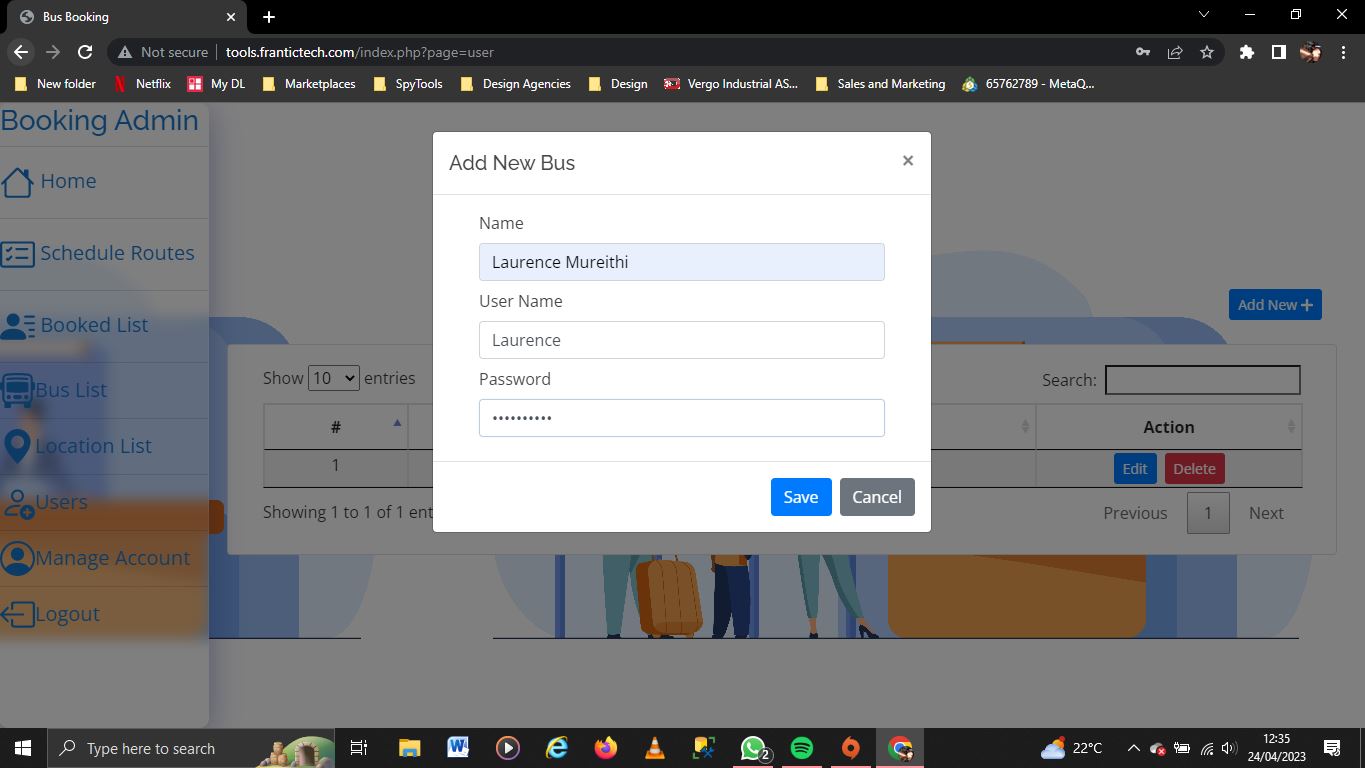 Bus Booking
Not secure
tools.frantictech.com/index.php?page=user
New folder
Netflix
My DL
Marketplaces
SpyTools
Design Agencies
Design
Vergo Industrial AS...
Sales and Marketing
65762789 - MetaQ...
Booking Admin
Home
Schedule Routes
Booked List
Bus List
Location List
Users
Manage Account
Logout
Add New Bus
×
Name
Laurence Mureithi
User Name
Laurence
Password
••••••••••
Save
Cancel
Add New +
Show 10 entries
Search:
#
Action
1
Edit
Delete
Showing 1 to 1 of 1 ent
Previous
1
Next
Type here to search
2
22°C
12:35
24/04/2023